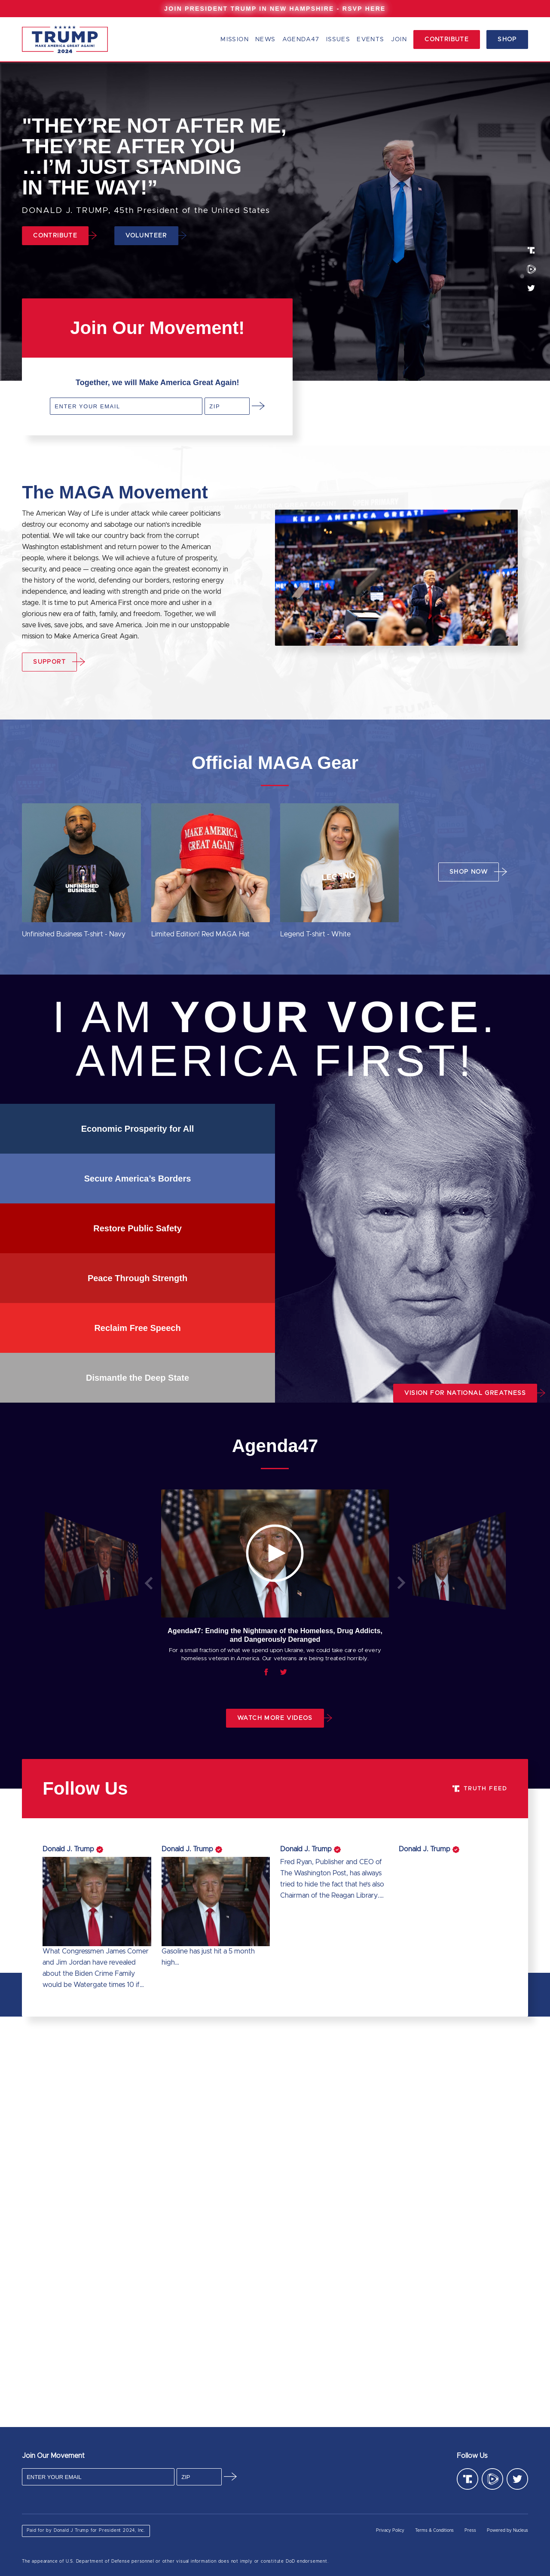 JOIN PRESIDENT TRUMP IN NEW HAMPSHIRE - RSVP HERE
TRUMP
MAKE AMERICA GREAT AGAIN!
2024
MISSION NEWS AGENDA47 ISSUES EVENTS JOIN CONTRIBUTE SHOP
"THEY’RE NOT AFTER ME,
THEY’RE AFTER YOU
…I’M JUST STANDING
IN THE WAY!”
DONALD J. TRUMP, 45th President of the United States
CONTRIBUTE VOLUNTEER
Join Our Movement!
Together, we will Make America Great Again!
ENTER YOUR EMAIL ZIP
The MAGA Movement
The American Way of Life is under attack while career politicians
destroy our economy and sabotage our nation's incredible
potential. We will take our country back from the corrupt
Washington establishment and return power to the American
people, where it belongs. We will achieve a future of prosperity,
security, and peace — creating once again the greatest economy in
the history of the world, defending our borders, restoring energy
independence, and leading with strength and pride on the world
stage. It is time to put America First once more and usher in a
glorious new era of faith, family and freedom. Together, we will
save lives, save jobs, and save America. Join me in our unstoppable
mission to Make America Great Again.
KEEP AMERICA GREAT!
SUPPORT
Official MAGA Gear
UNFINISHED
BUSINESS.
MAKE AMERICA
GREAT AGAIN
SHOP NOW
Unfinished Business T-shirt - Navy
Limited Edition! Red MAGA Hat
Legend T-shirt - White
I AM YOUR VOICE.
AMERICA FIRST!
Economic Prosperity for All
Secure America’s Borders
Restore Public Safety
Peace Through Strength
Reclaim Free Speech
Dismantle the Deep State
VISION FOR NATIONAL GREATNESS
Agenda47
Agenda47: Ending the Nightmare of the Homeless, Drug Addicts,
and Dangerously Deranged
For a small fraction of what we spend upon Ukraine, we could take care of every
homeless veteran in America. Our veterans are being treated horribly.
WATCH MORE VIDEOS
Follow Us
TRUTH FEED
Donald J. Trump
What Congressmen James Comer
and Jim Jordan have revealed
about the Biden Crime Family
would be Watergate times 10 if...
Donald J. Trump
Gasoline has just hit a 5 month
high...
Donald J. Trump
Fred Ryan, Publisher and CEO of
The Washington Post, has always
tried to hide the fact that he's also
Chairman of the Reagan Library....
Donald J. Trump
Join Our Movement
ENTER YOUR EMAIL ZIP
Follow Us
Paid for by Donald J Trump for President 2024, Inc.
Privacy Policy Terms & Conditions Press Powered by Nucleus
The appearance of U.S. Department of Defense personnel or other visual information does not imply or constitute DoD endorsement.